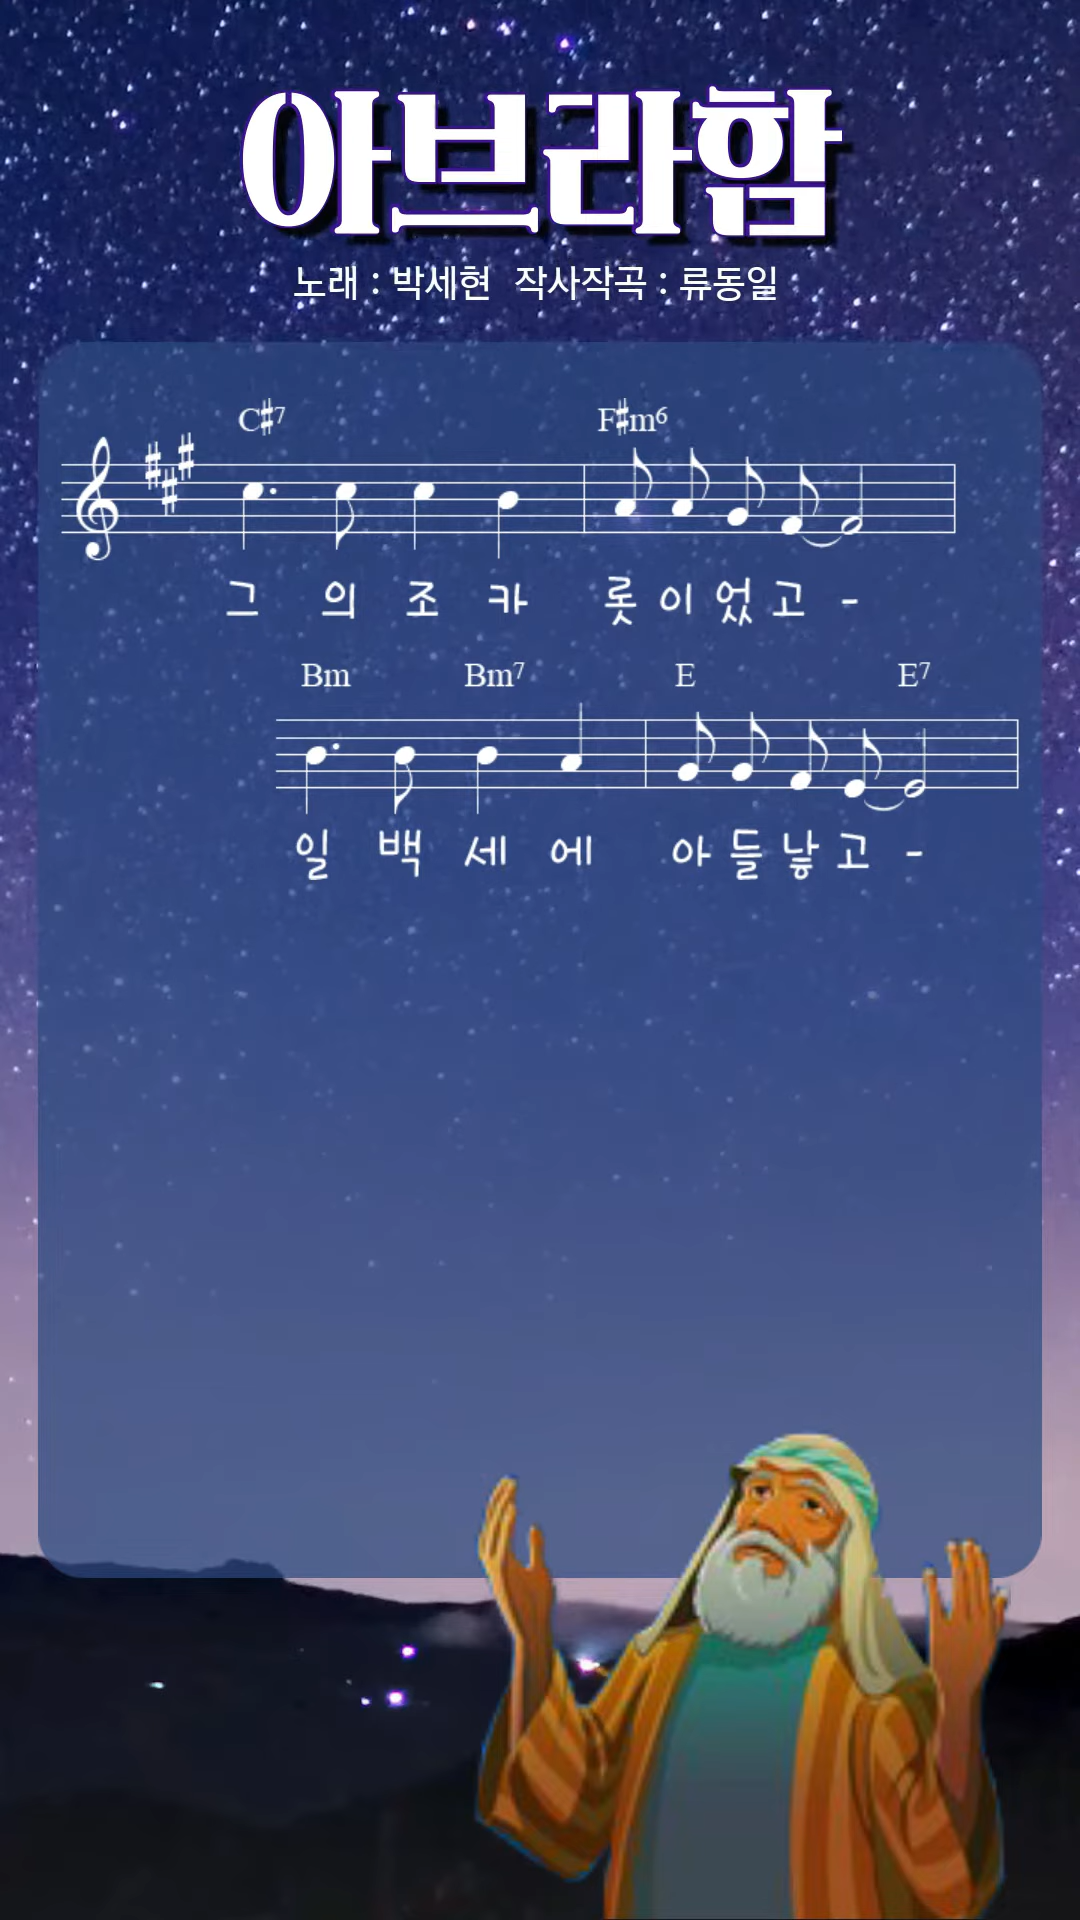 아브라함
노래 : 박세현 작사작곡 : 류동일
C♯7 F♯m6
그 의 조 카 롯 이 었 고 -
Bm Bm7 E E7
일 백 세 에 아 들 낳 고 -